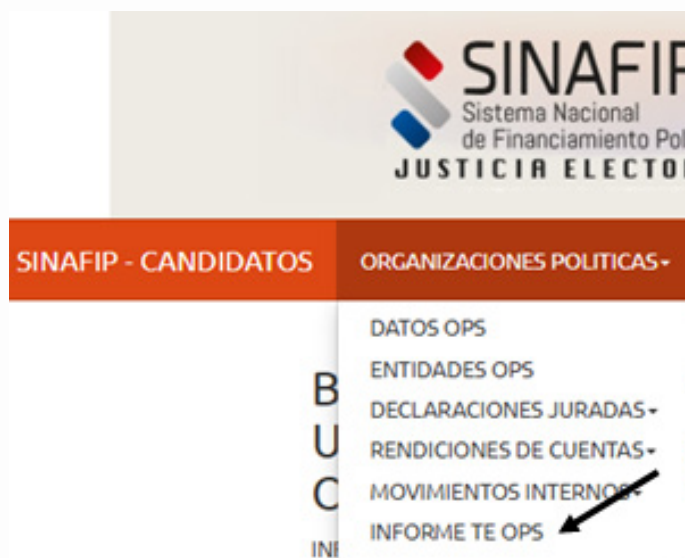 SINAFIP
Sistema Nacional
de Financiamiento Pol
JUSTICIA ELECTO
SINAFIP - CANDIDATOS
ORGANIZACIONES POLITICAS
DATOS OPS
ENTIDADES OPS
DECLARACIONES JURADAS
RENDICIONES DE CUENTAS
MOVIMIENTOS INTERNOS
INFORME TE OPS
B
U
C